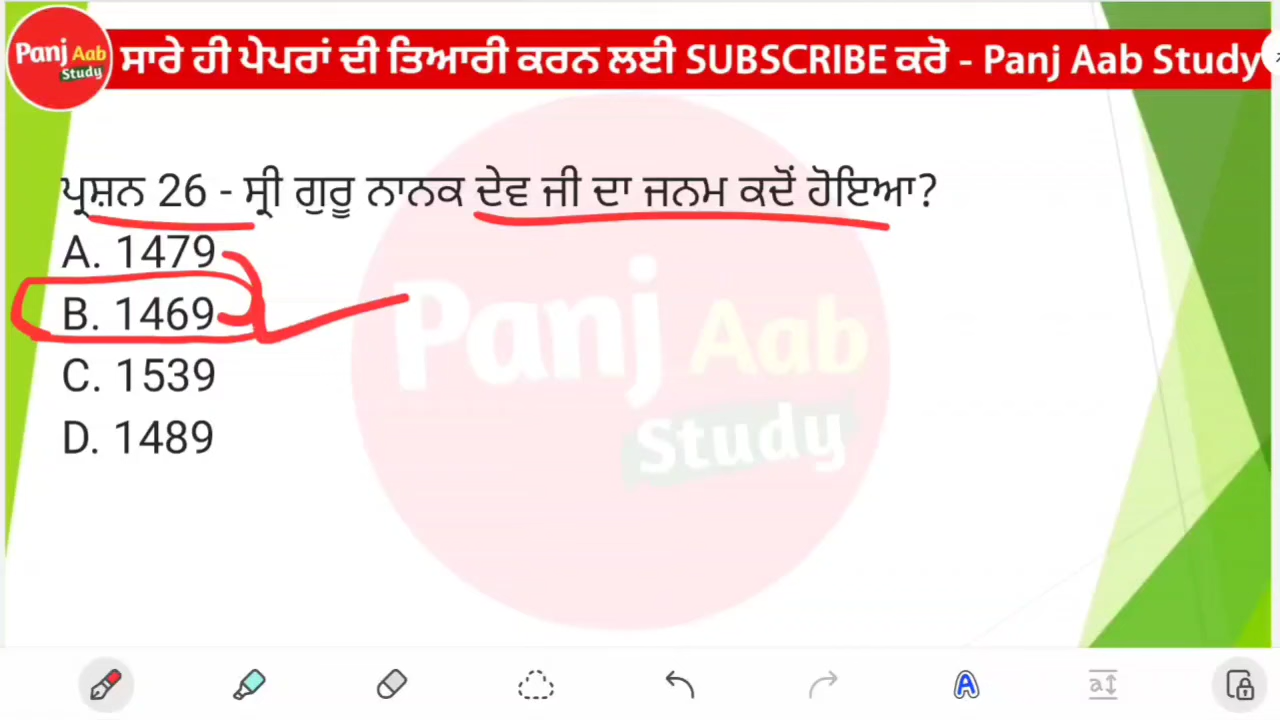 Panj Aab Study
ਸਾਰੇ ਹੀ ਪੇਪਰਾਂ ਦੀ ਤਿਆਰੀ ਕਰਨ ਲਈ SUBSCRIBE ਕਰੋ - Panj Aab Study
ਪ੍ਰਸ਼ਨ 26 - ਸ੍ਰੀ ਗੁਰੂ ਨਾਨਕ ਦੇਵ ਜੀ ਦਾ ਜਨਮ ਕਦੋਂ ਹੋਇਆ?
A. 1479
B. 1469
C. 1539
D. 1489
Panj Aab
Study